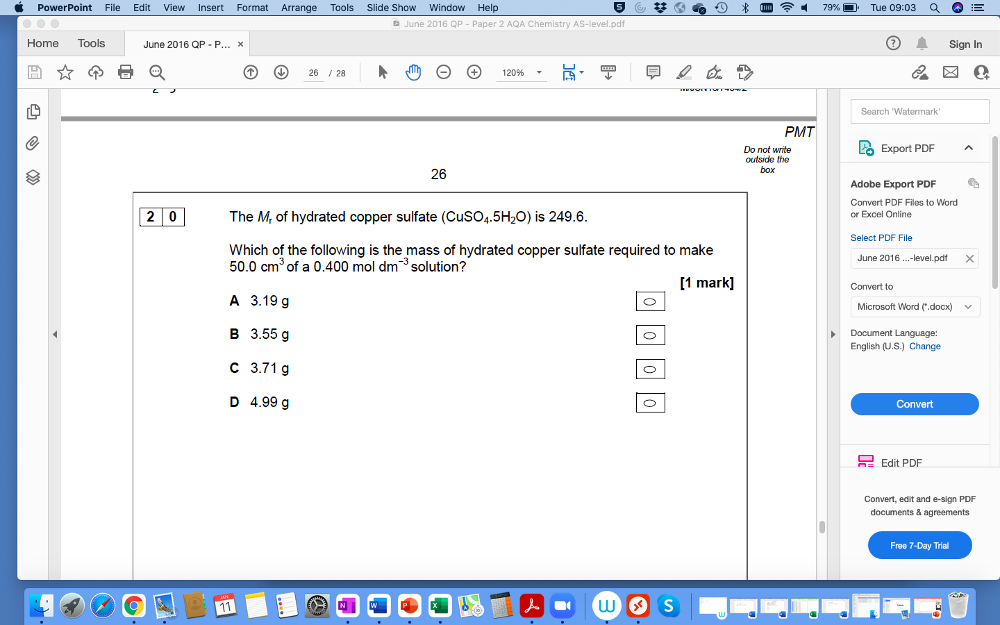 PowerPoint File Edit View Insert Format Arrange Tools Slide Show Window Help 79% Tue 09:03
June 2016 QP - Paper 2 AQA Chemistry AS-level.pdf
Home Tools June 2016 QP - P... × Sign In
26 / 28 120%
PMT
Do not write
outside the
box
26
2 0 The Mr of hydrated copper sulfate (CuSO₄.5H₂O) is 249.6.
Which of the following is the mass of hydrated copper sulfate required to make
50.0 cm³ of a 0.400 mol dm⁻³ solution?
[1 mark]
A 3.19 g
B 3.55 g
C 3.71 g
D 4.99 g
Search 'Watermark'
Export PDF
Adobe Export PDF
Convert PDF Files to Word
or Excel Online
Select PDF File
June 2016 ...-level.pdf
Convert to
Microsoft Word (*.docx)
Document Language:
English (U.S.) Change
Convert
Edit PDF
Convert, edit and e-sign PDF
documents & agreements
Free 7-Day Trial
JAN
11